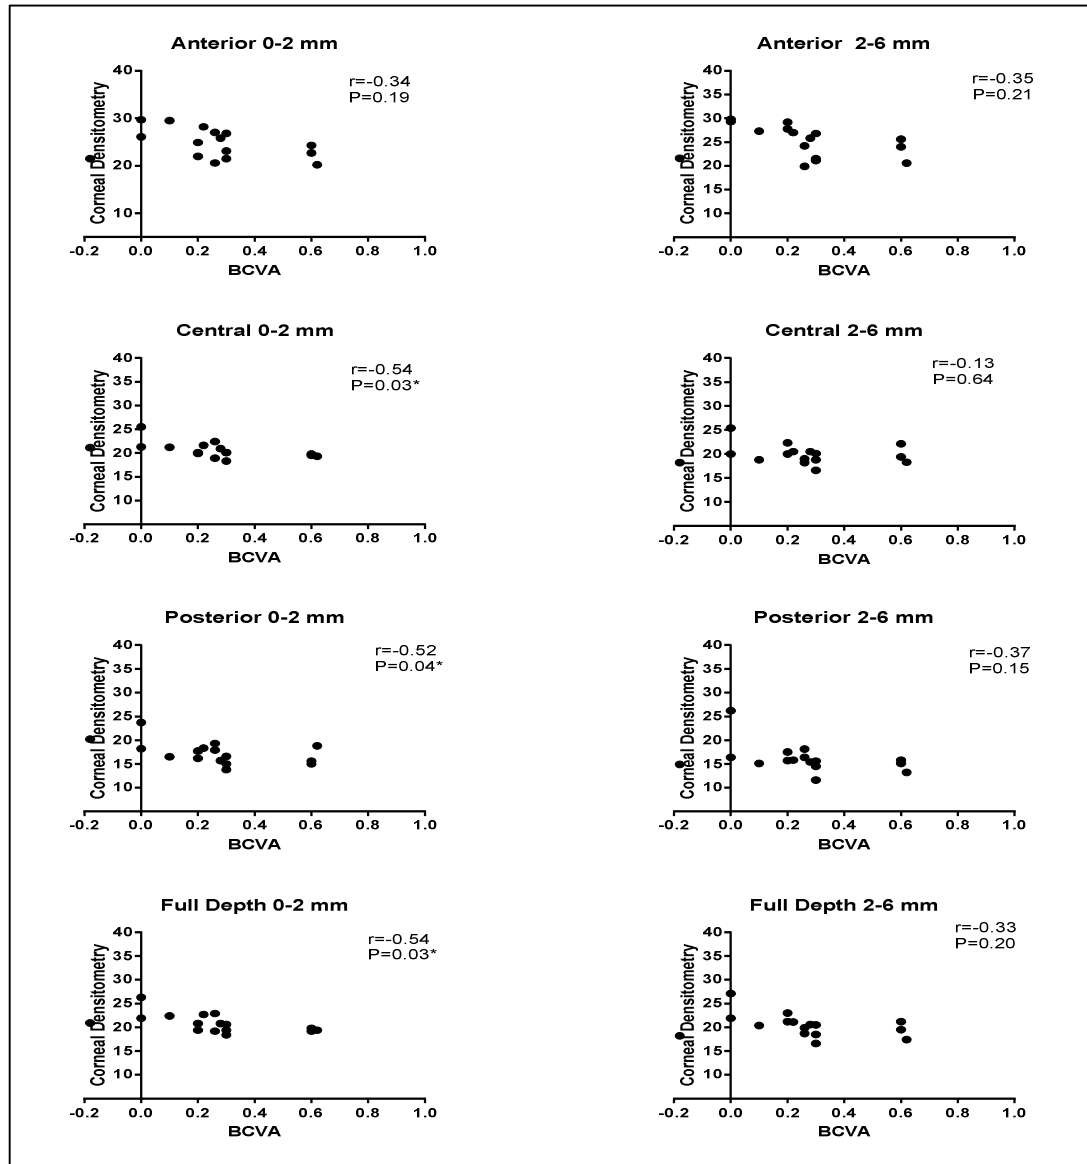 Anterior 0-2 mm
r=-0.34
P=0.19
Corneal Densitometry
40
30
20
10
-0.2 0.0 0.2 0.4 0.6 0.8 1.0
BCVA
Anterior 2-6 mm
r=-0.35
P=0.21
Corneal Densitometry
40
35
30
25
20
15
10
-0.2 0.0 0.2 0.4 0.6 0.8 1.0
BCVA
Central 0-2 mm
r=-0.54
P=0.03*
Corneal Densitometry
40
35
30
25
20
15
10
-0.2 0.0 0.2 0.4 0.6 0.8 1.0
BCVA
Central 2-6 mm
r=-0.13
P=0.64
Corneal Densitometry
40
35
30
25
20
15
10
-0.2 0.0 0.2 0.4 0.6 0.8 1.0
BCVA
Posterior 0-2 mm
r=-0.52
P=0.04*
Corneal Densitometry
40
35
30
25
20
15
10
-0.2 0.0 0.2 0.4 0.6 0.8 1.0
BCVA
Posterior 2-6 mm
r=-0.37
P=0.15
Corneal Densitometry
40
35
30
25
20
15
10
-0.2 0.0 0.2 0.4 0.6 0.8 1.0
BCVA
Full Depth 0-2 mm
r=-0.54
P=0.03*
Corneal Densitometry
40
35
30
25
20
15
10
-0.2 0.0 0.2 0.4 0.6 0.8 1.0
BCVA
Full Depth 2-6 mm
r=-0.33
P=0.20
Corneal Densitometry
40
35
30
25
20
15
10
-0.2 0.0 0.2 0.4 0.6 0.8 1.0
BCVA